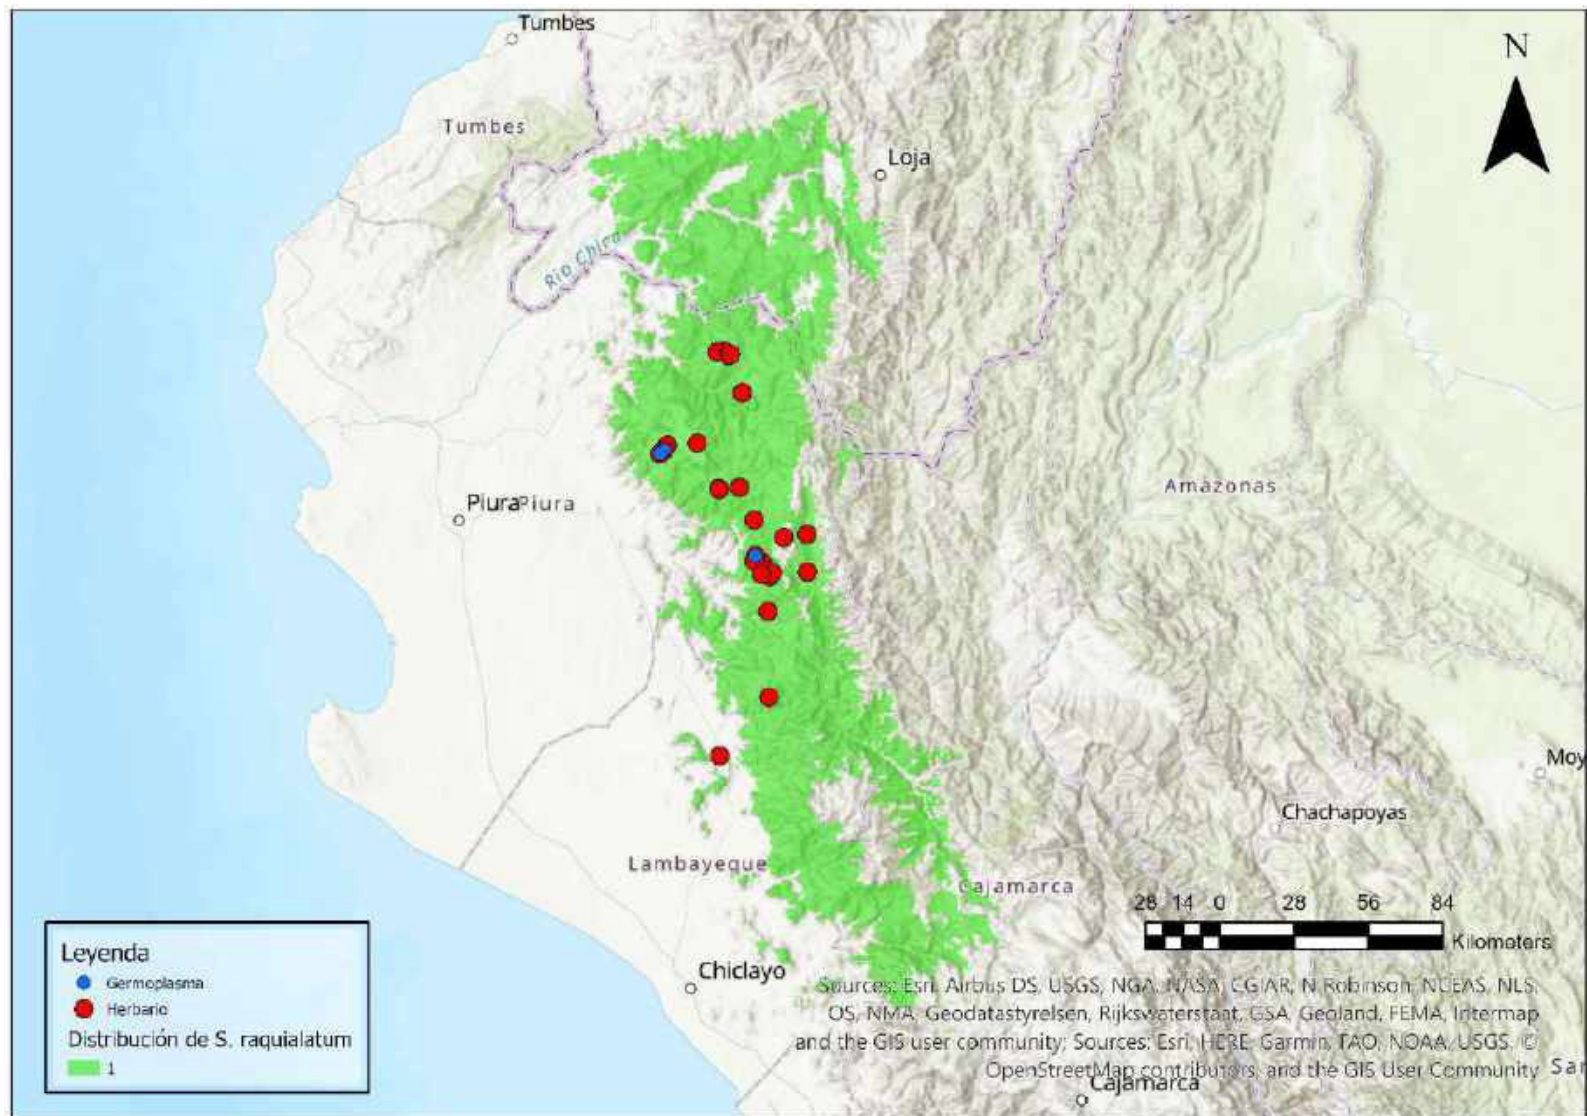 Tumbes
N
Tumbes
Loja
Rio Chira
Amazonas
Piura
Piura
Moy
Chachapoyas
Lambayeque
Cajamarca
28 14 0 28 56 84
Kilometers
Leyenda
Germoplasma
Herbario
Distribución de S. raquialatum
1
Chiclayo
Sources: Esri, Airbus DS, USGS, NGA, NASA, CGIAR, N Robinson, NCEAS, NLS,
OS, NMA, Geodatastyrelsen, Rijkswaterstaat, GSA, Geoland, FEMA, Intermap
and the GIS user community; Sources: Esri, HERE, Garmin, FAO, NOAA, USGS, ©
OpenStreetMap contributors, and the GIS User Community
San
Cajamarca